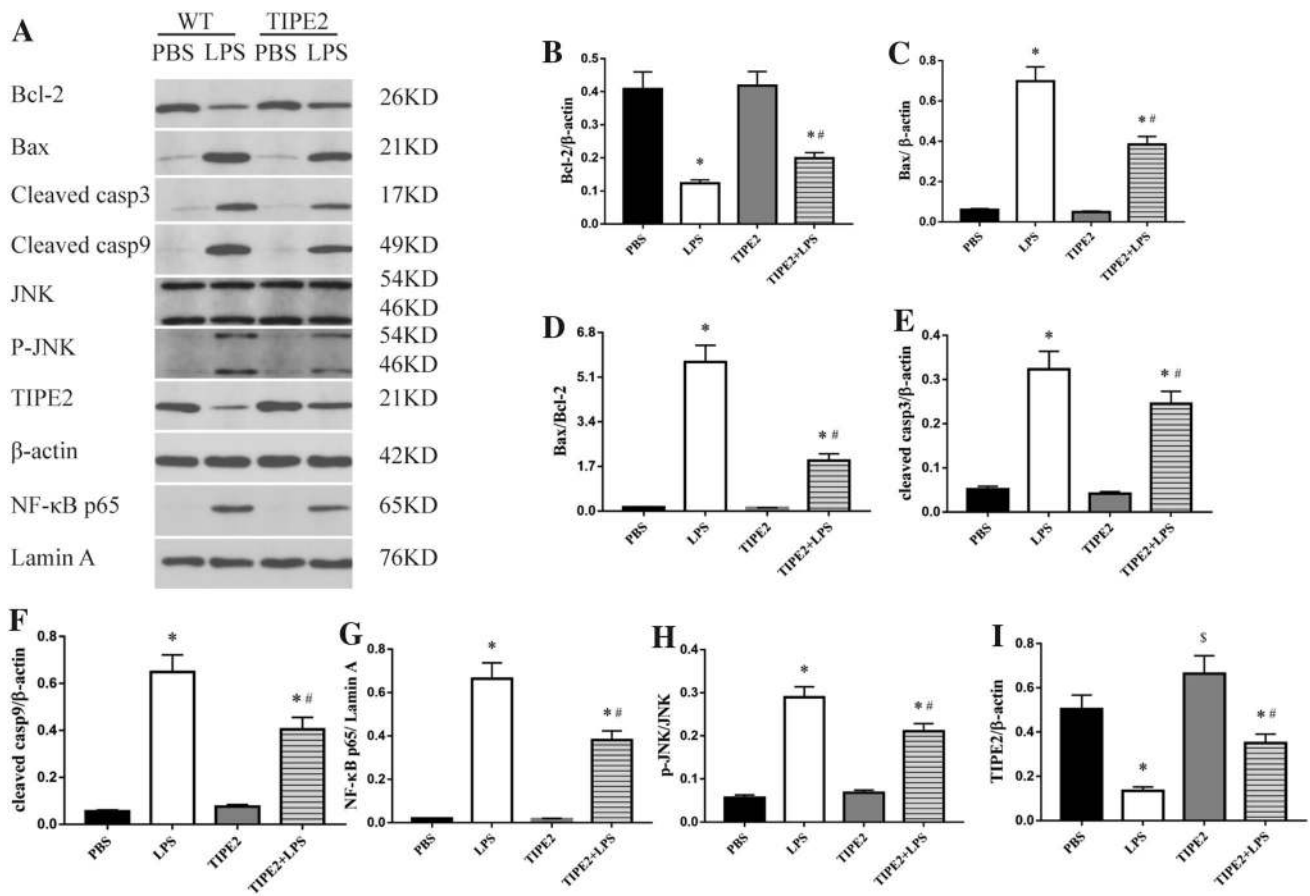 A
WT TIPE2
PBS LPS PBS LPS
Bcl-2 26KD
Bax 21KD
Cleaved casp3 17KD
Cleaved casp9 49KD
JNK 54KD
46KD
P-JNK 54KD
46KD
TIPE2 21KD
β-actin 42KD
NF-κB p65 65KD
Lamin A 76KD
B
Bcl-2/β-actin
0.6
0.4
0.2
0.1
0.0
*
* #
PBS LPS TIPE2 TIPE2+LPS
C
Bax/ β-actin
0.8
0.6
0.4
0.2
0.0
*
* #
PBS LPS TIPE2 TIPE2+LPS
D
Bax/Bcl-2
6.8
5.1
3.4
1.7
0.0
*
* #
PBS LPS TIPE2 TIPE2+LPS
E
cleaved casp3/β-actin
0.4
0.3
0.2
0.1
0.0
*
* #
PBS LPS TIPE2 TIPE2+LPS
F
cleaved casp9/β-actin
0.8
0.6
0.4
0.2
0.0
*
* #
PBS LPS TIPE2 TIPE2+LPS
G
NF-κB p65/ Lamin A
0.8
0.6
0.4
0.2
0.0
*
* #
PBS LPS TIPE2 TIPE2+LPS
H
p-JNK/JNK
0.4
0.3
0.2
0.1
0.0
*
* #
PBS LPS TIPE2 TIPE2+LPS
I
TIPE2/β-actin
0.8
0.6
0.4
0.2
0.0
*
$
* #
PBS LPS TIPE2 TIPE2+LPS